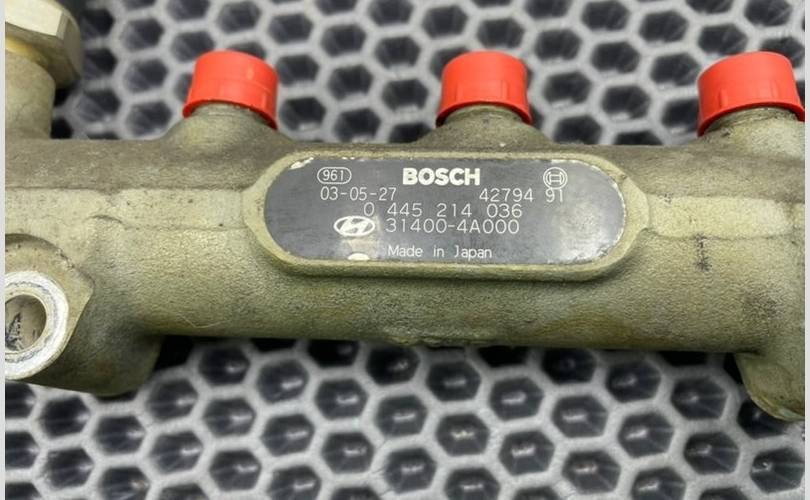 961 BOSCH
03-05-27 42794 91
0 445 214 036
31400-4A000
Made in Japan